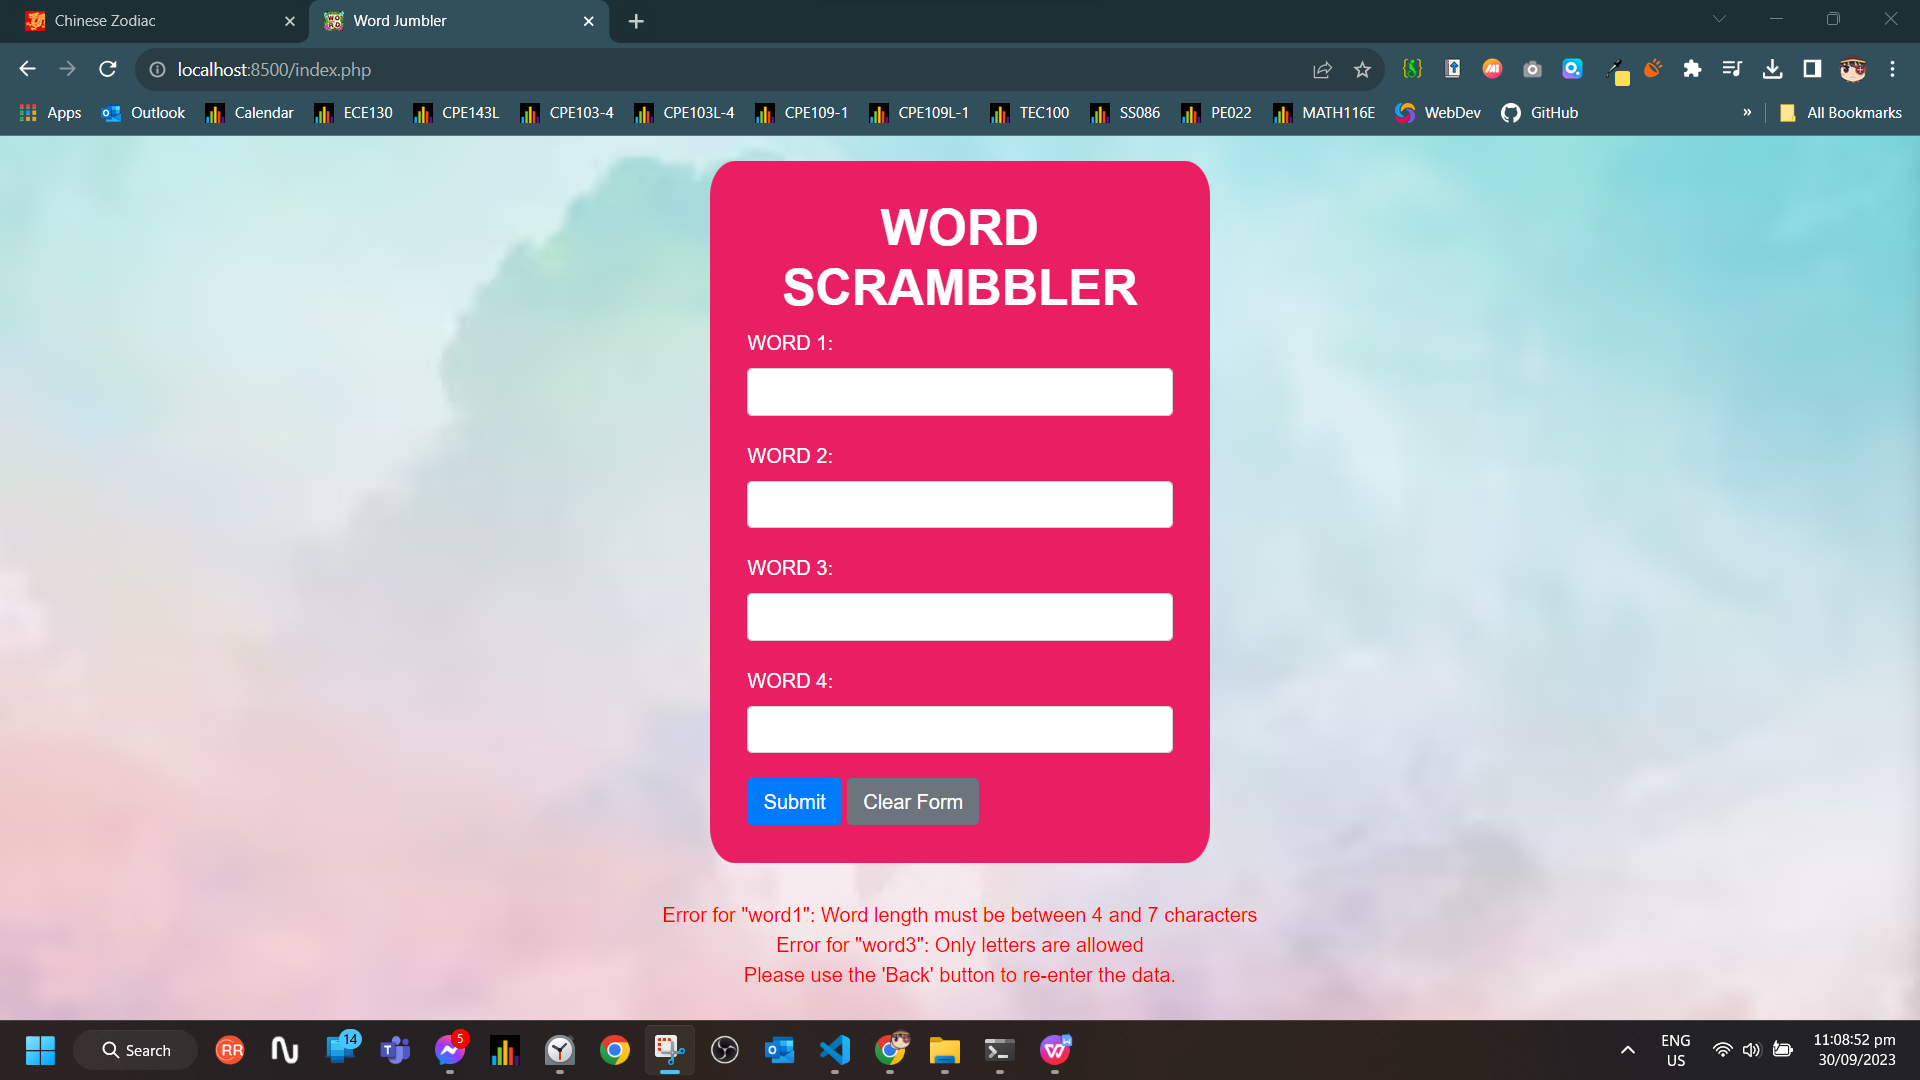 Chinese Zodiac
Word Jumbler
localhost:8500/index.php
Apps Outlook Calendar ECE130 CPE143L CPE103-4 CPE103L-4 CPE109-1 CPE109L-1 TEC100 SS086 PE022 MATH116E WebDev GitHub » All Bookmarks
WORD
SCRAMBBLER
WORD 1:
WORD 2:
WORD 3:
WORD 4:
Submit Clear Form
Error for "word1": Word length must be between 4 and 7 characters
Error for "word3": Only letters are allowed
Please use the 'Back' button to re-enter the data.
Search RR 14 5
ENG
US
11:08:52 pm
30/09/2023